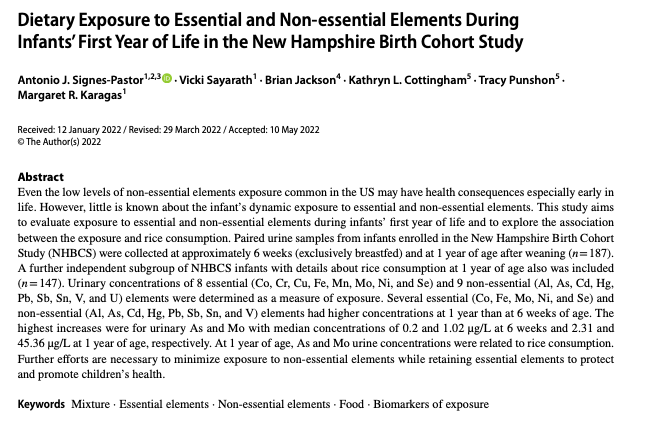 Dietary Exposure to Essential and Non-essential Elements During
Infants' First Year of Life in the New Hampshire Birth Cohort Study
Antonio J. Signes-Pastor1,2,3 · Vicki Sayarath1 · Brian Jackson4 · Kathryn L. Cottingham5 · Tracy Punshon5 ·
Margaret R. Karagas1
Received: 12 January 2022 / Revised: 29 March 2022 / Accepted: 10 May 2022
© The Author(s) 2022
Abstract
Even the low levels of non-essential elements exposure common in the US may have health consequences especially early in
life. However, little is known about the infant's dynamic exposure to essential and non-essential elements. This study aims
to evaluate exposure to essential and non-essential elements during infants' first year of life and to explore the association
between the exposure and rice consumption. Paired urine samples from infants enrolled in the New Hampshire Birth Cohort
Study (NHBCS) were collected at approximately 6 weeks (exclusively breastfed) and at 1 year of age after weaning (n=187).
A further independent subgroup of NHBCS infants with details about rice consumption at 1 year of age also was included
(n=147). Urinary concentrations of 8 essential (Co, Cr, Cu, Fe, Mn, Mo, Ni, and Se) and 9 non-essential (Al, As, Cd, Hg,
Pb, Sb, Sn, V, and U) elements were determined as a measure of exposure. Several essential (Co, Fe, Mo, Ni, and Se) and
non-essential (Al, As, Cd, Hg, Pb, Sb, Sn, and V) elements had higher concentrations at 1 year than at 6 weeks of age. The
highest increases were for urinary As and Mo with median concentrations of 0.2 and 1.02 µg/L at 6 weeks and 2.31 and
45.36 µg/L at 1 year of age, respectively. At 1 year of age, As and Mo urine concentrations were related to rice consumption.
Further efforts are necessary to minimize exposure to non-essential elements while retaining essential elements to protect
and promote children's health.
Keywords Mixture · Essential elements · Non-essential elements · Food · Biomarkers of exposure